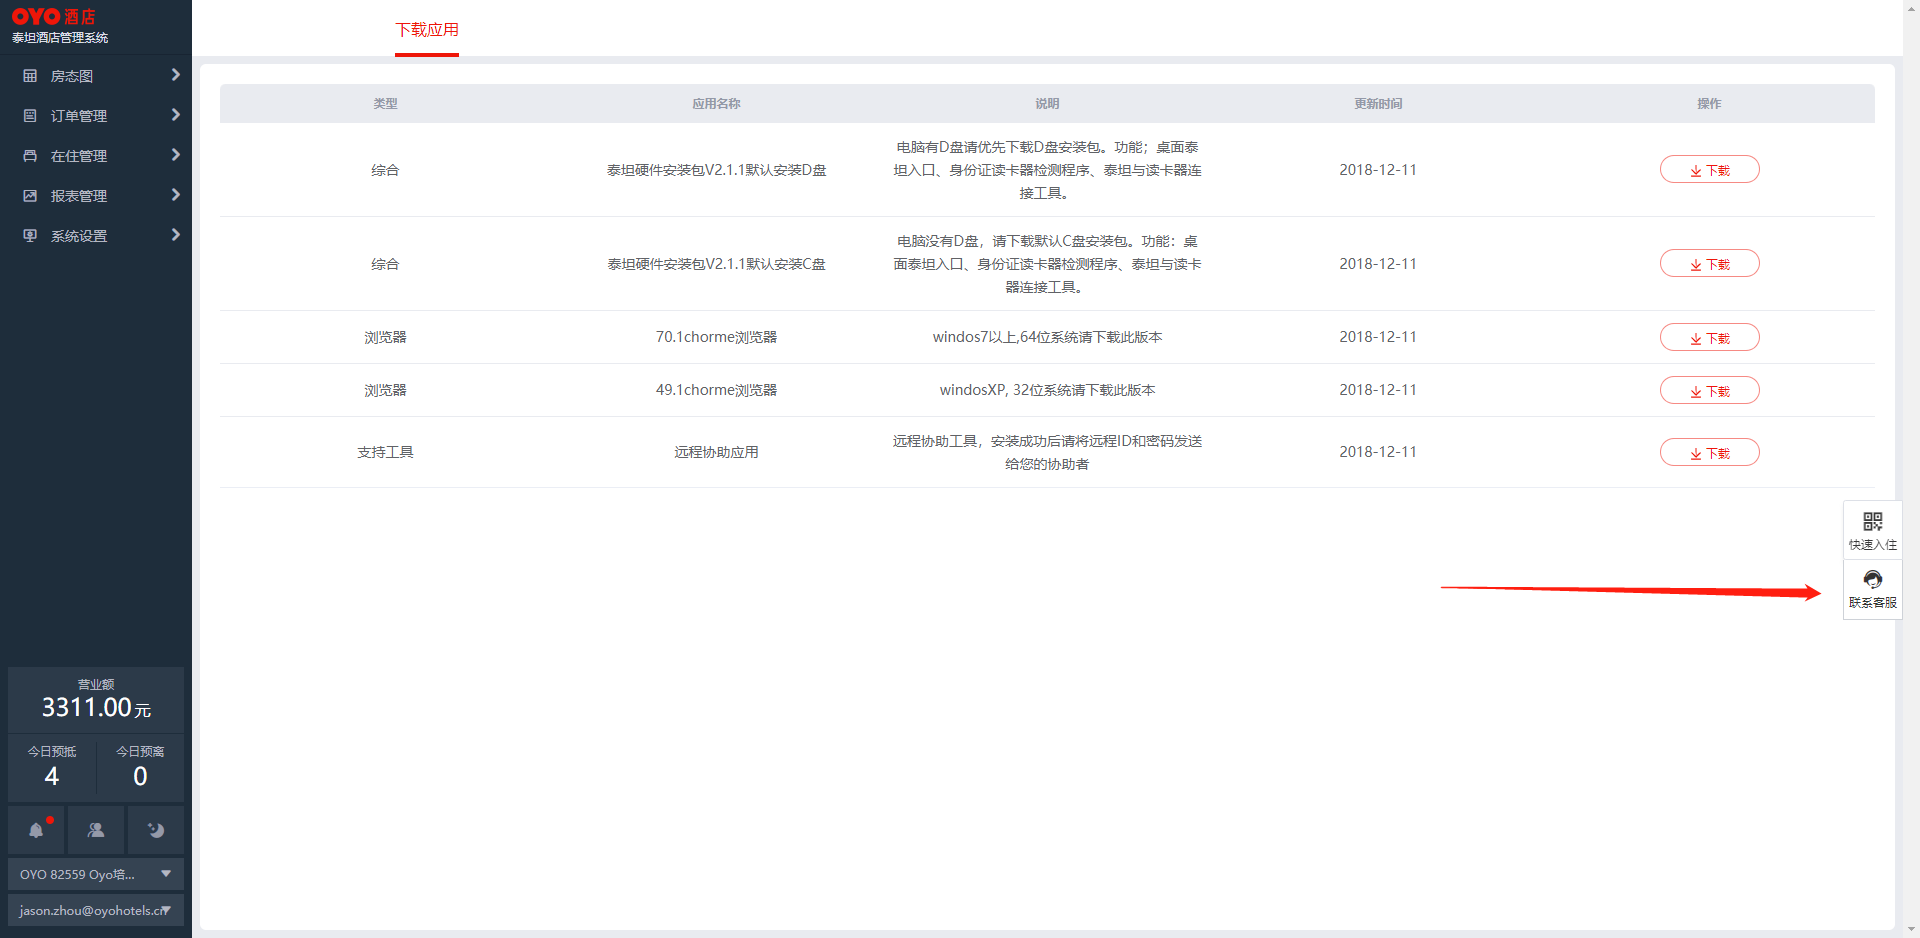 OYO 酒店
泰坦酒店管理系统
房态图
订单管理
在住管理
报表管理
系统设置
营业额
3311.00元
今日预抵
今日预离
4
0
OYO 82559 Oyo培...
jason.zhou@oyohotels.cn
下载应用
类型 应用名称 说明 更新时间 操作
电脑有D盘请优先下载D盘安装包。功能；桌面泰
综合 泰坦硬件安装包V2.1.1默认安装D盘 坦入口、身份证读卡器检测程序、泰坦与读卡器连 2018-12-11 下载
接工具。
电脑没有D盘，请下载默认C盘安装包。功能：桌
综合 泰坦硬件安装包V2.1.1默认安装C盘 面泰坦入口、身份证读卡器检测程序、泰坦与读卡 2018-12-11 下载
器连接工具。
浏览器 70.1chorme浏览器 windos7以上,64位系统请下载此版本 2018-12-11 下载
浏览器 49.1chorme浏览器 windosXP, 32位系统请下载此版本 2018-12-11 下载
远程协助工具，安装成功后请将远程ID和密码发送
支持工具 远程协助应用 2018-12-11 下载
给您的协助者
快速入住
联系客服